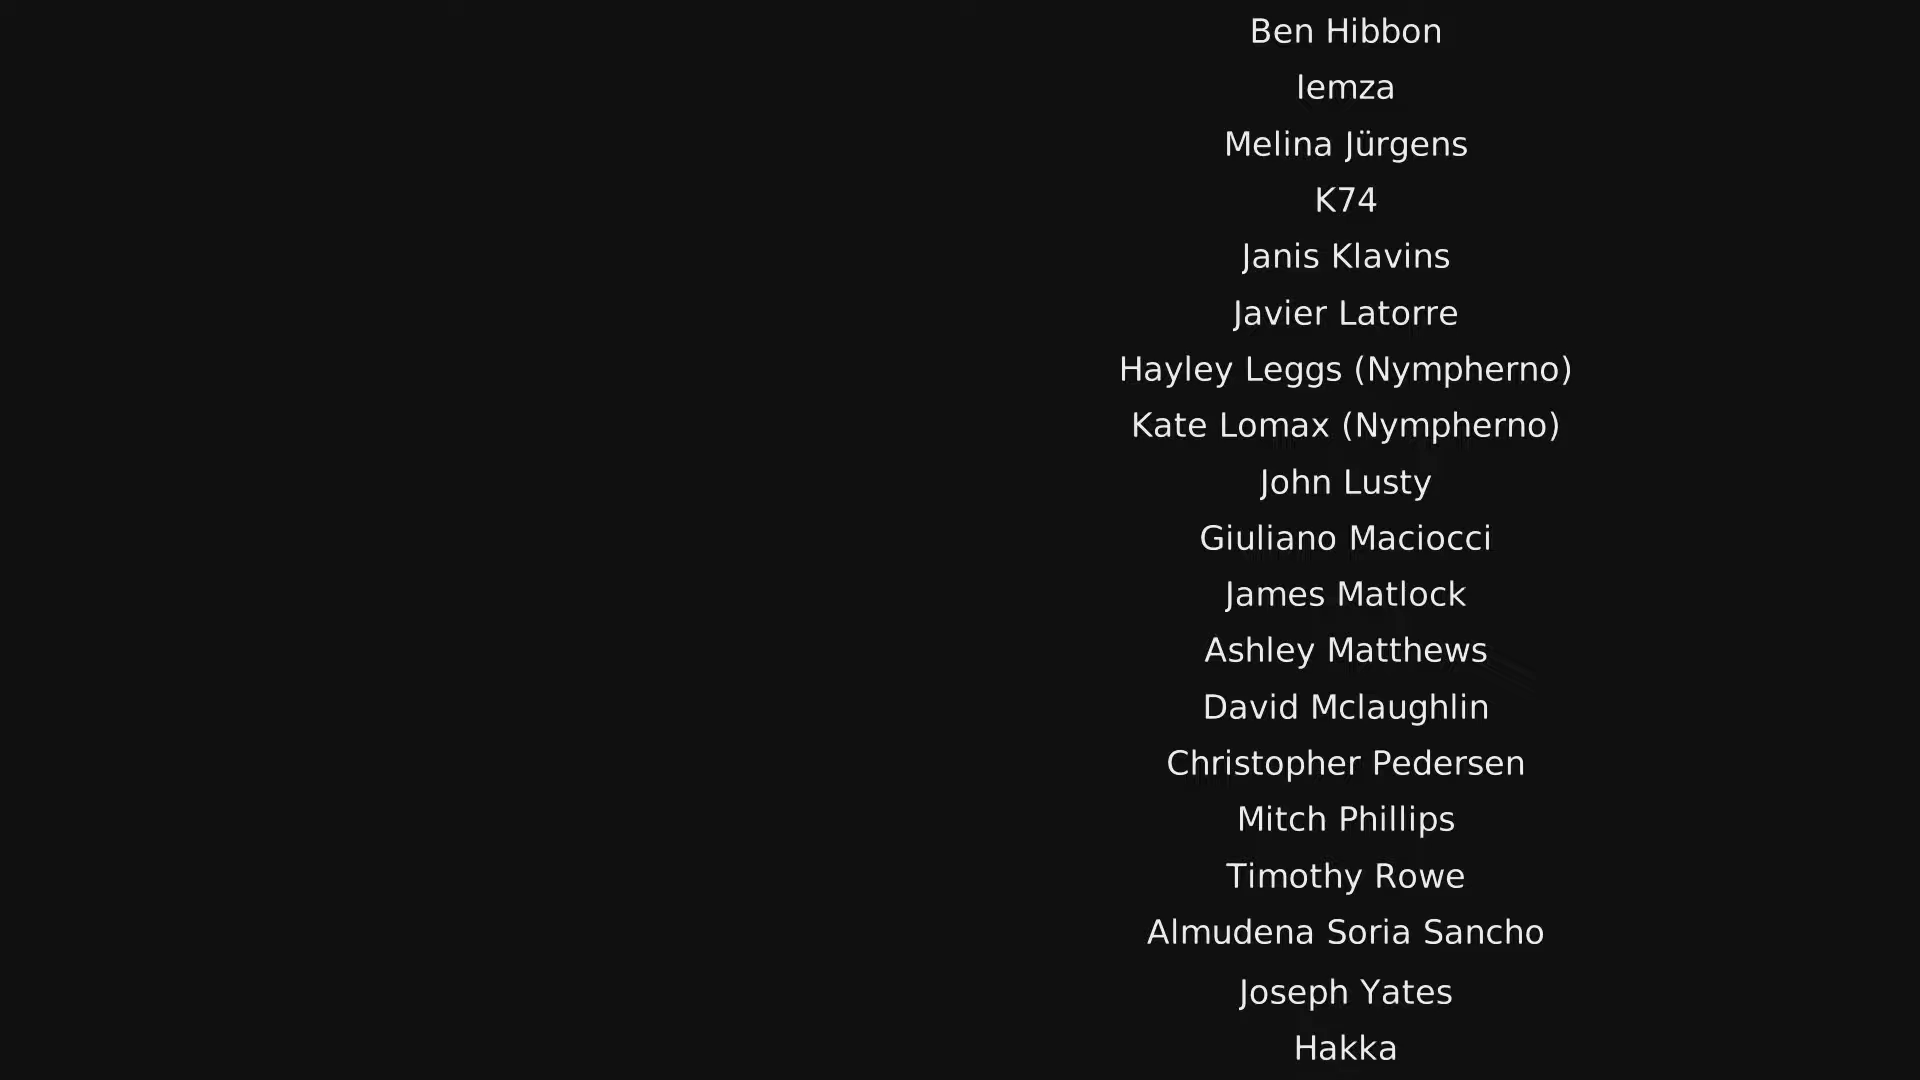 Ben Hibbon
Iemza
Melina Jürgens
K74
Janis Klavins
Javier Latorre
Hayley Leggs (Nympherno)
Kate Lomax (Nympherno)
John Lusty
Giuliano Maciocci
James Matlock
Ashley Matthews
David Mclaughlin
Christopher Pedersen
Mitch Phillips
Timothy Rowe
Almudena Soria Sancho
Joseph Yates
Hakka